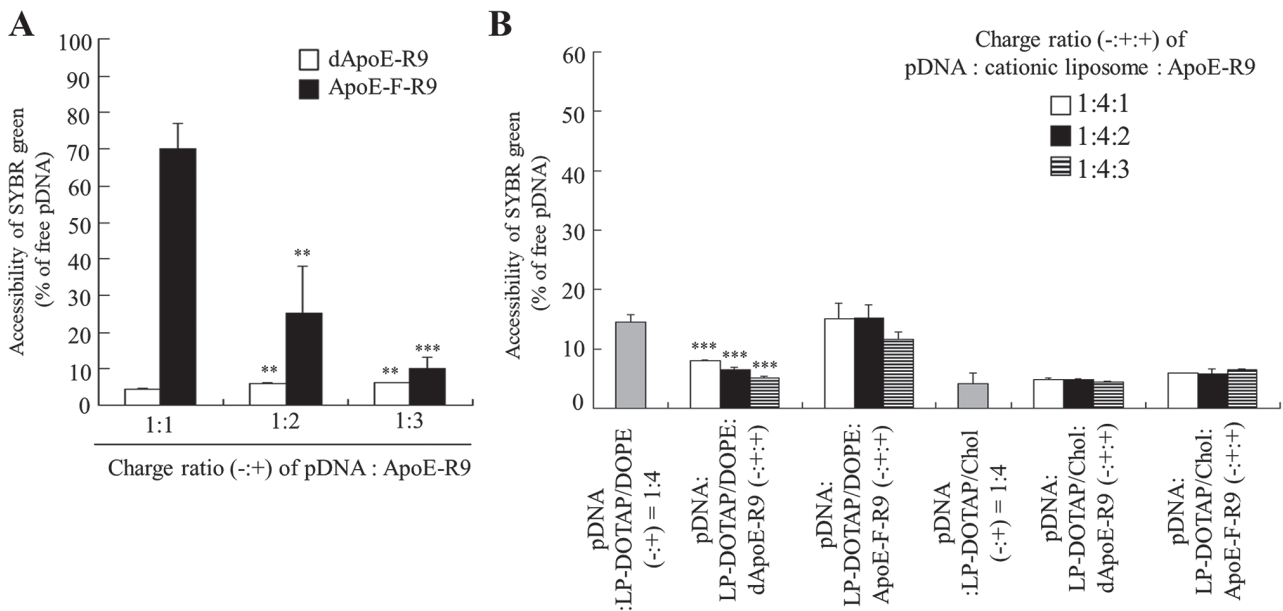 A
Accessibility of SYBR green
(% of free pDNA)
100
90
80
70
60
50
40
30
20
10
0
dApoE-R9
ApoE-F-R9
**
**
**
***
1:1
1:2
1:3
Charge ratio (-:+) of pDNA : ApoE-R9
B
Accessibility of SYBR green
(% of free pDNA)
60
50
40
30
20
10
0
Charge ratio (-:+:+) of
pDNA : cationic liposome : ApoE-R9
1:4:1
1:4:2
1:4:3
***
***
***
pDNA
:LP-DOTAP/DOPE
(-:+) = 1:4
pDNA:
LP-DOTAP/DOPE:
dApoE-R9 (-:+:+)
pDNA:
LP-DOTAP/DOPE:
ApoE-F-R9 (-:+:+)
pDNA
:LP-DOTAP/Chol
(-:+) = 1:4
pDNA:
LP-DOTAP/Chol:
dApoE-R9 (-:+:+)
pDNA:
LP-DOTAP/Chol:
ApoE-F-R9 (-:+:+)